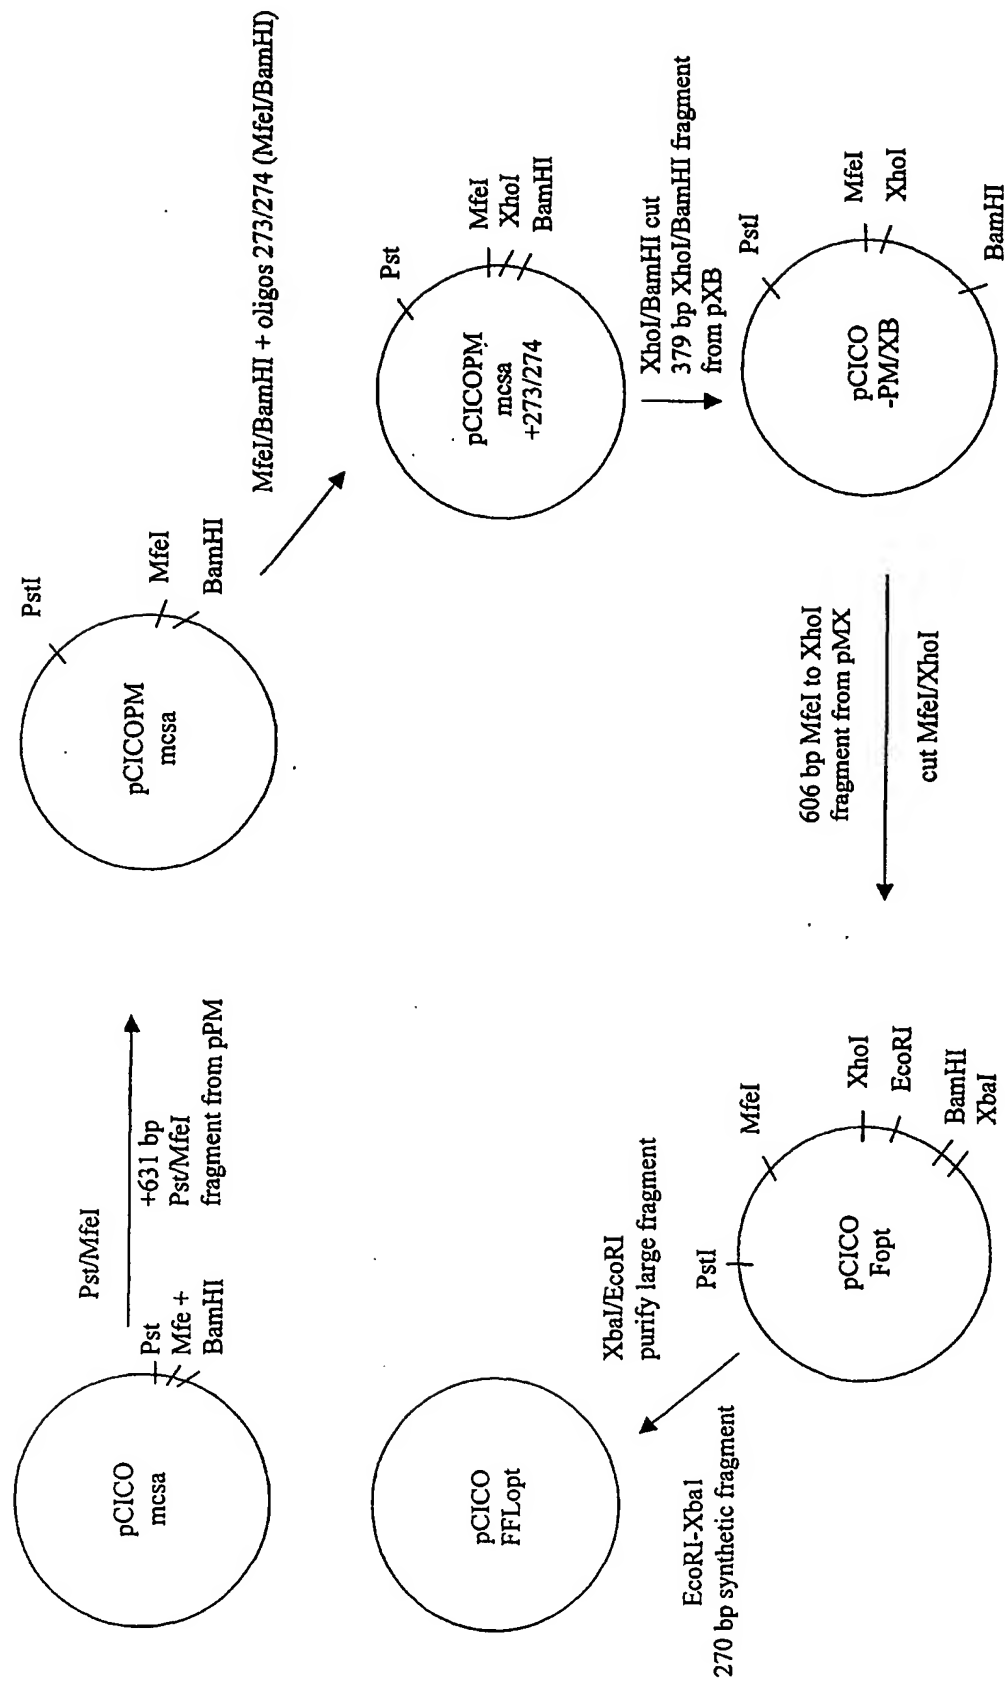 pCICO
mcsa
Pst
Mfe +
BamHI
Pst/MfeI
+631 bp
Pst/MfeI
fragment from pPM
pCICOPM
mcsa
PstI
MfeI
BamHI
MfeI/BamHI + oligos 273/274 (MfeI/BamHI)
pCICOPM
mcsa
+273/274
Pst
MfeI
XhoI
BamHI
XhoI/BamHI cut
379 bp XhoI/BamHI fragment
from pXB
pCICO
-PM/XB
PstI
MfeI
XhoI
BamHI
606 bp MfeI to XhoI
fragment from pMX
cut MfeI/XhoI
pCICO
Fopt
PstI
MfeI
XhoI
EcoRI
BamHI
XbaI
XbaI/EcoRI
purify large fragment
EcoRI-Xba1
270 bp synthetic fragment
pCICO
FFLopt